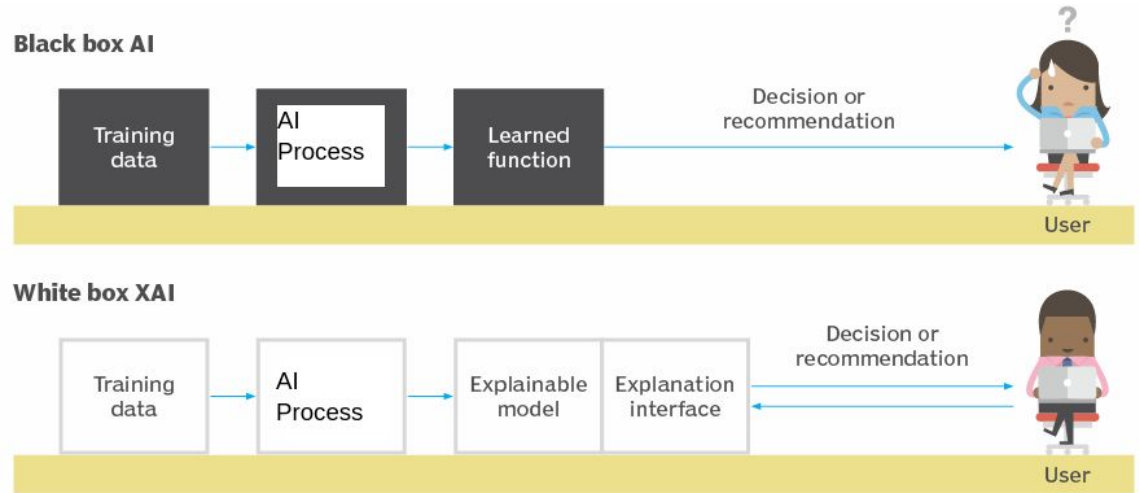 Black box AI
?
Training
data
AI
Process
Learned
function
Decision or
recommendation
User
White box XAI
Training
data
AI
Process
Explainable
model
Explanation
interface
Decision or
recommendation
User